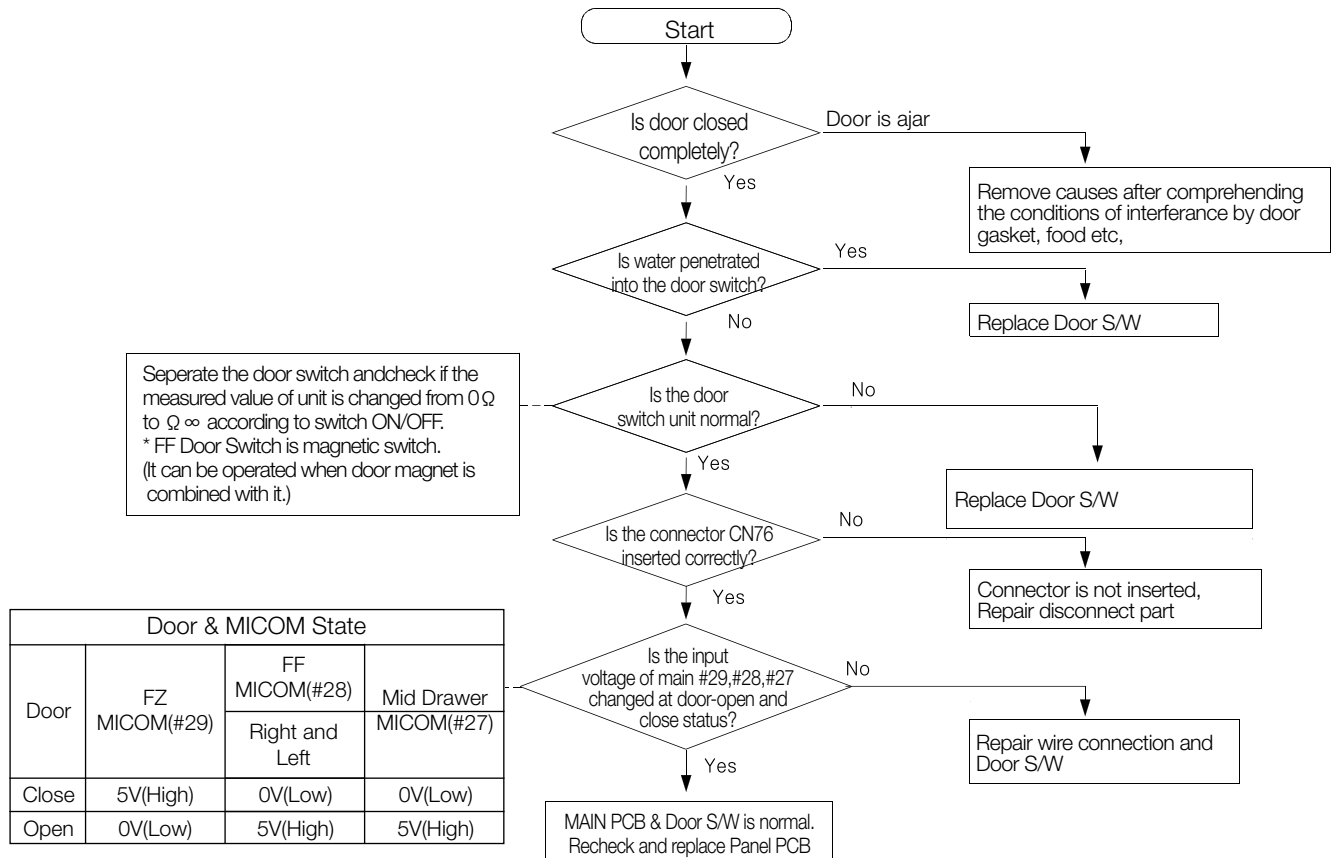 Start
Is door closed
completely?
Door is ajar
Yes
Remove causes after comprehending
the conditions of interferance by door
gasket, food etc,
Is water penetrated
into the door switch?
Yes
No
Replace Door S/W
Seperate the door switch andcheck if the
measured value of unit is changed from 0Ω
to Ω ∞ according to switch ON/OFF.
* FF Door Switch is magnetic switch.
(It can be operated when door magnet is
combined with it.)
Is the door
switch unit normal?
No
Yes
Replace Door S/W
Is the connector CN76
inserted correctly?
No
Yes
Connector is not inserted,
Repair disconnect part
Door & MICOM State
Door
FZ
MICOM(#29)
FF
MICOM(#28)
Right and
Left
Mid Drawer
MICOM(#27)
Close 5V(High) 0V(Low) 0V(Low)
Open 0V(Low) 5V(High) 5V(High)
Is the input
voltage of main #29,#28,#27
changed at door-open and
close status?
No
Yes
Repair wire connection and
Door S/W
MAIN PCB & Door S/W is normal.
Recheck and replace Panel PCB